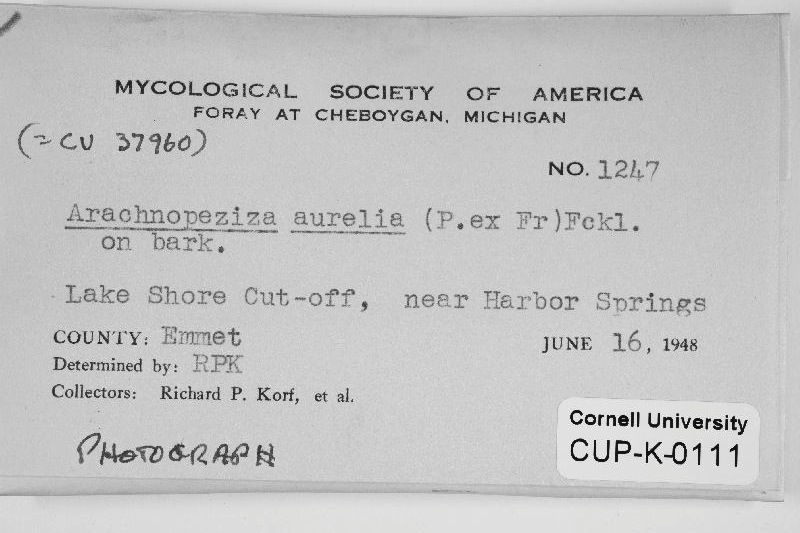 MYCOLOGICAL SOCIETY OF AMERICA
FORAY AT CHEBOYGAN, MICHIGAN
(= CU 37960)
NO. 1247
Arachnopeziza aurelia (P.ex Fr)Fckl.
on bark.
Lake Shore Cut-off, near Harbor Springs
COUNTY: Emmet
JUNE 16, 1948
Determined by: RPK
Collectors: Richard P. Korf, et al.
PHOTOGRAPH
Cornell University
CUP-K-0111